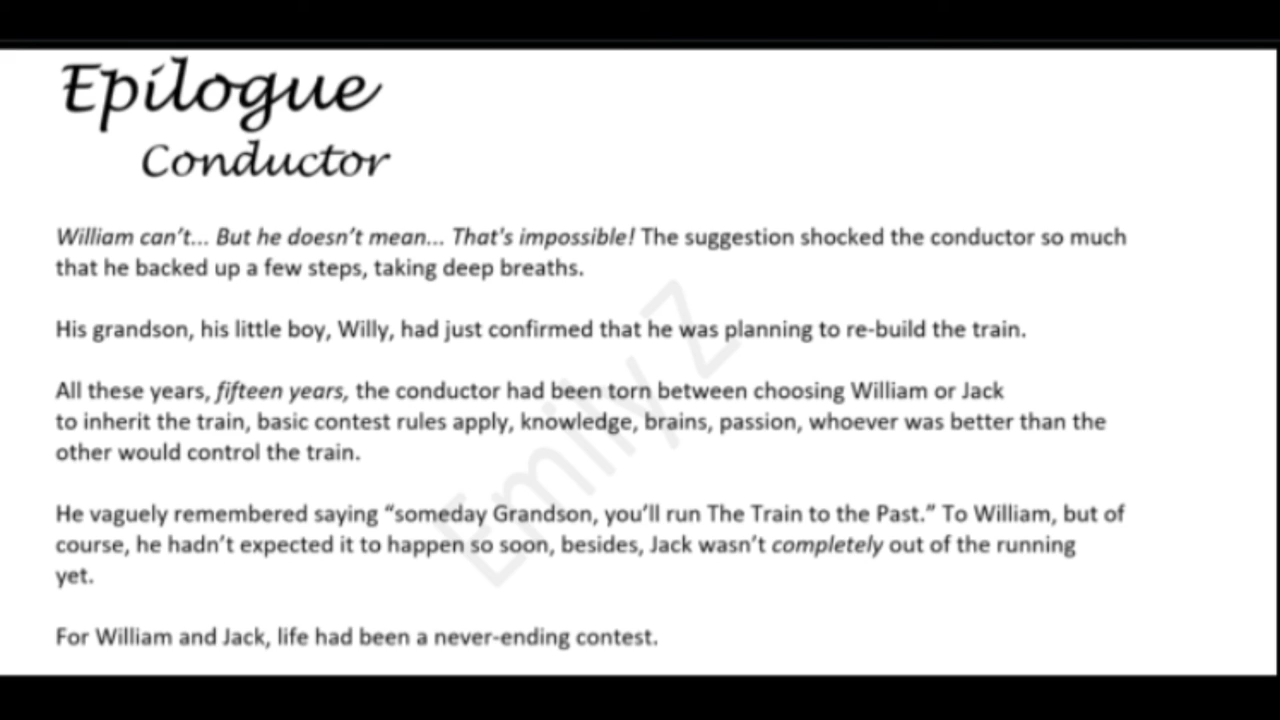 Epilogue
Conductor
William can't... But he doesn't mean... That's impossible! The suggestion shocked the conductor so much
that he backed up a few steps, taking deep breaths.
His grandson, his little boy, Willy, had just confirmed that he was planning to re-build the train.
All these years, fifteen years, the conductor had been torn between choosing William or Jack
to inherit the train, basic contest rules apply, knowledge, brains, passion, whoever was better than the
other would control the train.
He vaguely remembered saying “someday Grandson, you'll run The Train to the Past.” To William, but of
course, he hadn't expected it to happen so soon, besides, Jack wasn't completely out of the running
yet.
For William and Jack, life had been a never-ending contest.
Emily Z